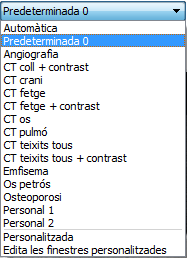 Predeterminada 0
Automàtica
Predeterminada 0
Angiografia
CT coll + contrast
CT crani
CT fetge
CT fetge + contrast
CT os
CT pulmó
CT teixits tous
CT teixits tous + contrast
Emfisema
Os petrós
Osteoporosi
Personal 1
Personal 2
Personalitzada
Edita les finestres personalitzades